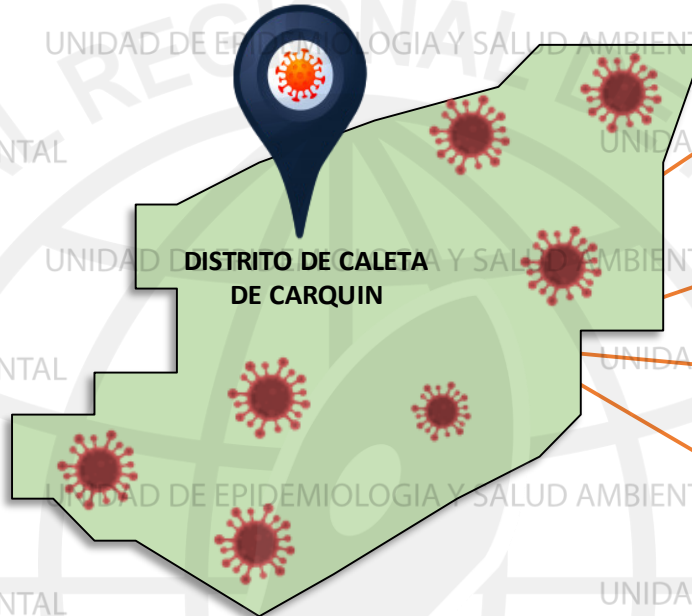 UNIDAD DE EPIDEMIOLOGIA Y SALUD AMBIENT
REGIONAL
NTAL
UNIDA
UNIDAD DE EPIDEMIOLOGIA Y SALUD AMBIENT
DISTRITO DE CALETA
DE CARQUIN
NTAL
UNIDA
UNIDAD DE EPIDEMIOLOGIA Y SALUD AMBIENT
NTAL
UNIDA